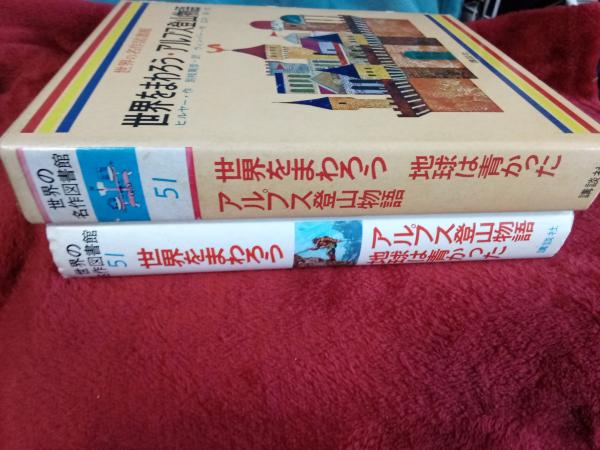 世界の名作図書館
世界をまわろう・アルプス登山物語
ヒルヤー・作
世界の
名作図書館
51
世界をまわろう 地球は青かった
アルプス登山物語
講談社
世界の
名作図書館
51
世界をまわろう
アルプス登山物語
地球は青かった
講談社